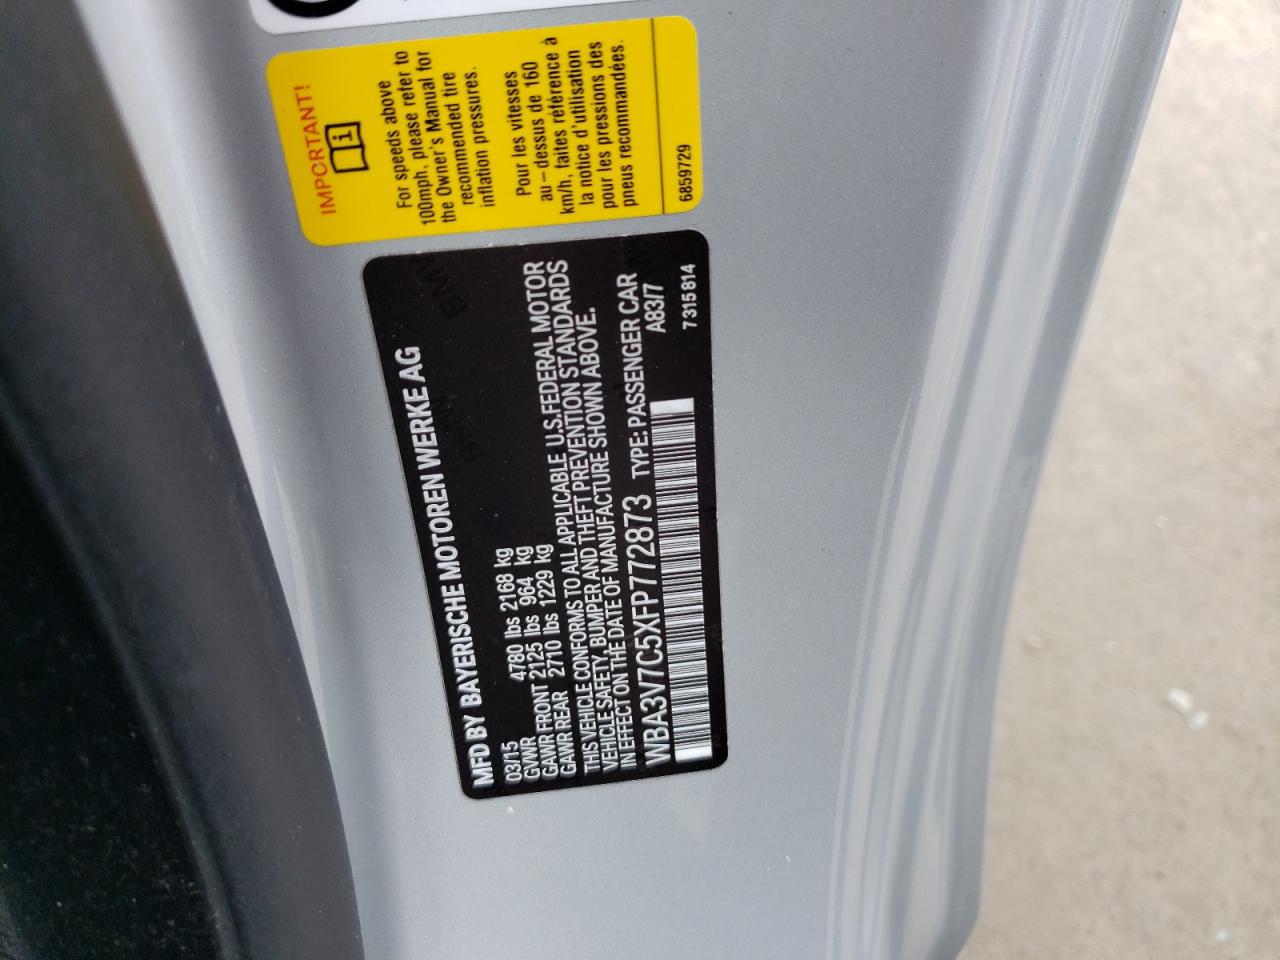 IMPORTANT!
For speeds above
100mph, please refer to
the Owner's Manual for
recommended tire
inflation pressures.
Pour les vitesses
au-dessus de 160
km/h, faites référence à
la notice d'utilisation
pour les pressions des
pneus recommandées.
6859729
MFD BY BAYERISCHE MOTOREN WERKE AG
03/15
GVWR 4780 lbs 2168 kg
GAWR FRONT 2125 lbs 964 kg
GAWR REAR 2710 lbs 1229 kg
THIS VEHICLE CONFORMS TO ALL APPLICABLE U.S.FEDERAL MOTOR
VEHICLE SAFETY, BUMPER AND THEFT PREVENTION STANDARDS
IN EFFECT ON THE DATE OF MANUFACTURE SHOWN ABOVE.
WBA3V7C5XFP772873 TYPE: PASSENGER CAR
A83/7
7315814